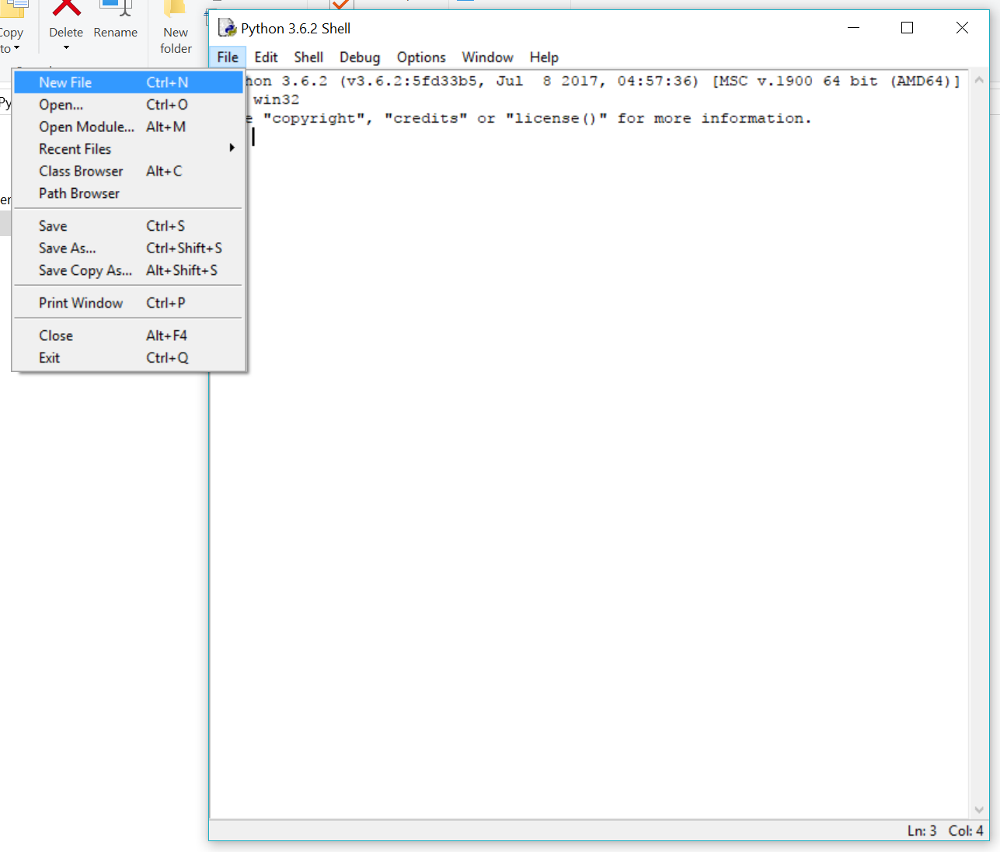 Delete Rename New folder
to
Python 3.6.2 Shell
File Edit Shell Debug Options Window Help
New File Ctrl+N
Open... Ctrl+O
Open Module... Alt+M
Recent Files
Class Browser Alt+C
Path Browser
Save Ctrl+S
Save As... Ctrl+Shift+S
Save Copy As... Alt+Shift+S
Print Window Ctrl+P
Close Alt+F4
Exit Ctrl+Q
hon 3.6.2 (v3.6.2:5fd33b5, Jul  8 2017, 04:57:36) [MSC v.1900 64 bit (AMD64)]
win32
e "copyright", "credits" or "license()" for more information.
Ln: 3 Col: 4